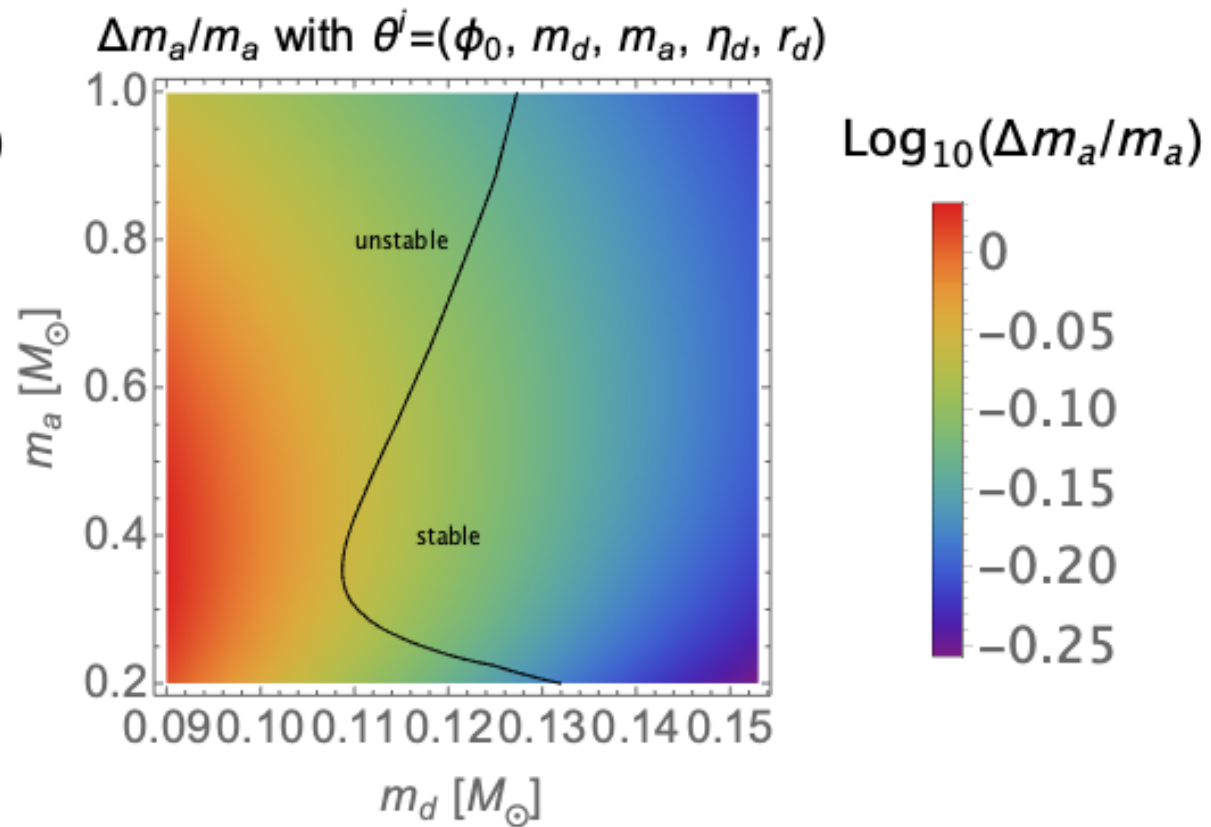 Δm_a/m_a with θ^i=(ϕ_0, m_d, m_a, η_d, r_d)
)
Log_10(Δm_a/m_a)
1.0
0.8
0.6
0.4
0.2
m_a [M_⊙]
unstable
stable
0.09 0.10 0.11 0.12 0.13 0.14 0.15
m_d [M_⊙]
0
-0.05
-0.10
-0.15
-0.20
-0.25